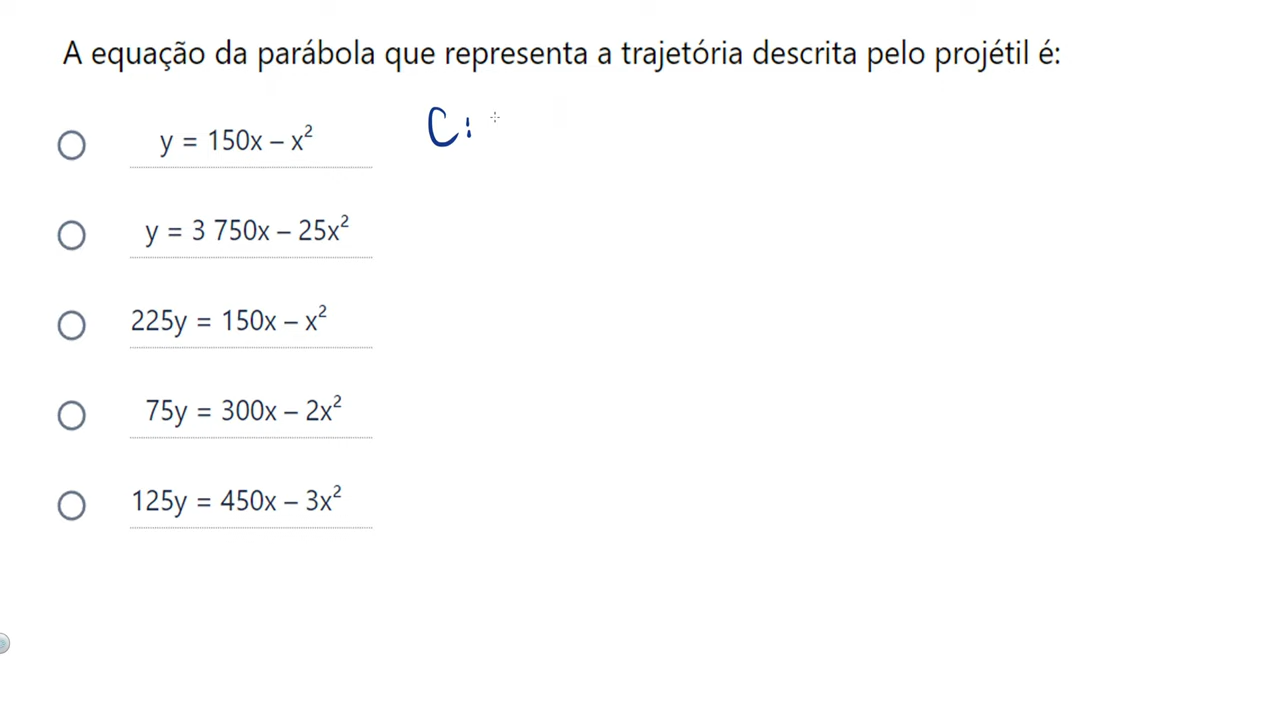 A equação da parábola que representa a trajetória descrita pelo projétil é:
C:
y = 150x – x²
y = 3 750x – 25x²
225y = 150x – x²
75y = 300x – 2x²
125y = 450x – 3x²